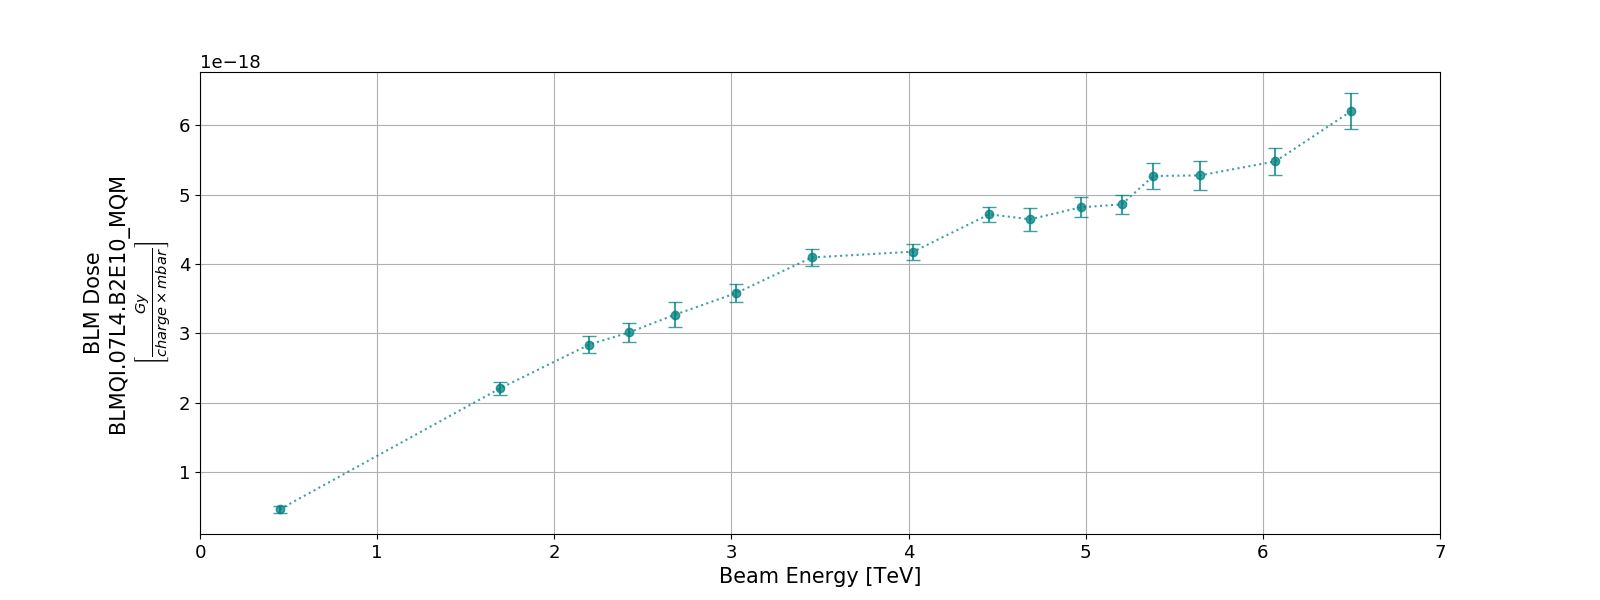 1e−18
6
5
4
3
2
1
0 1 2 3 4 5 6 7
Beam Energy [TeV]
BLM Dose
BLMQI.07L4.B2E10_MQM
[Gy / charge × mbar]